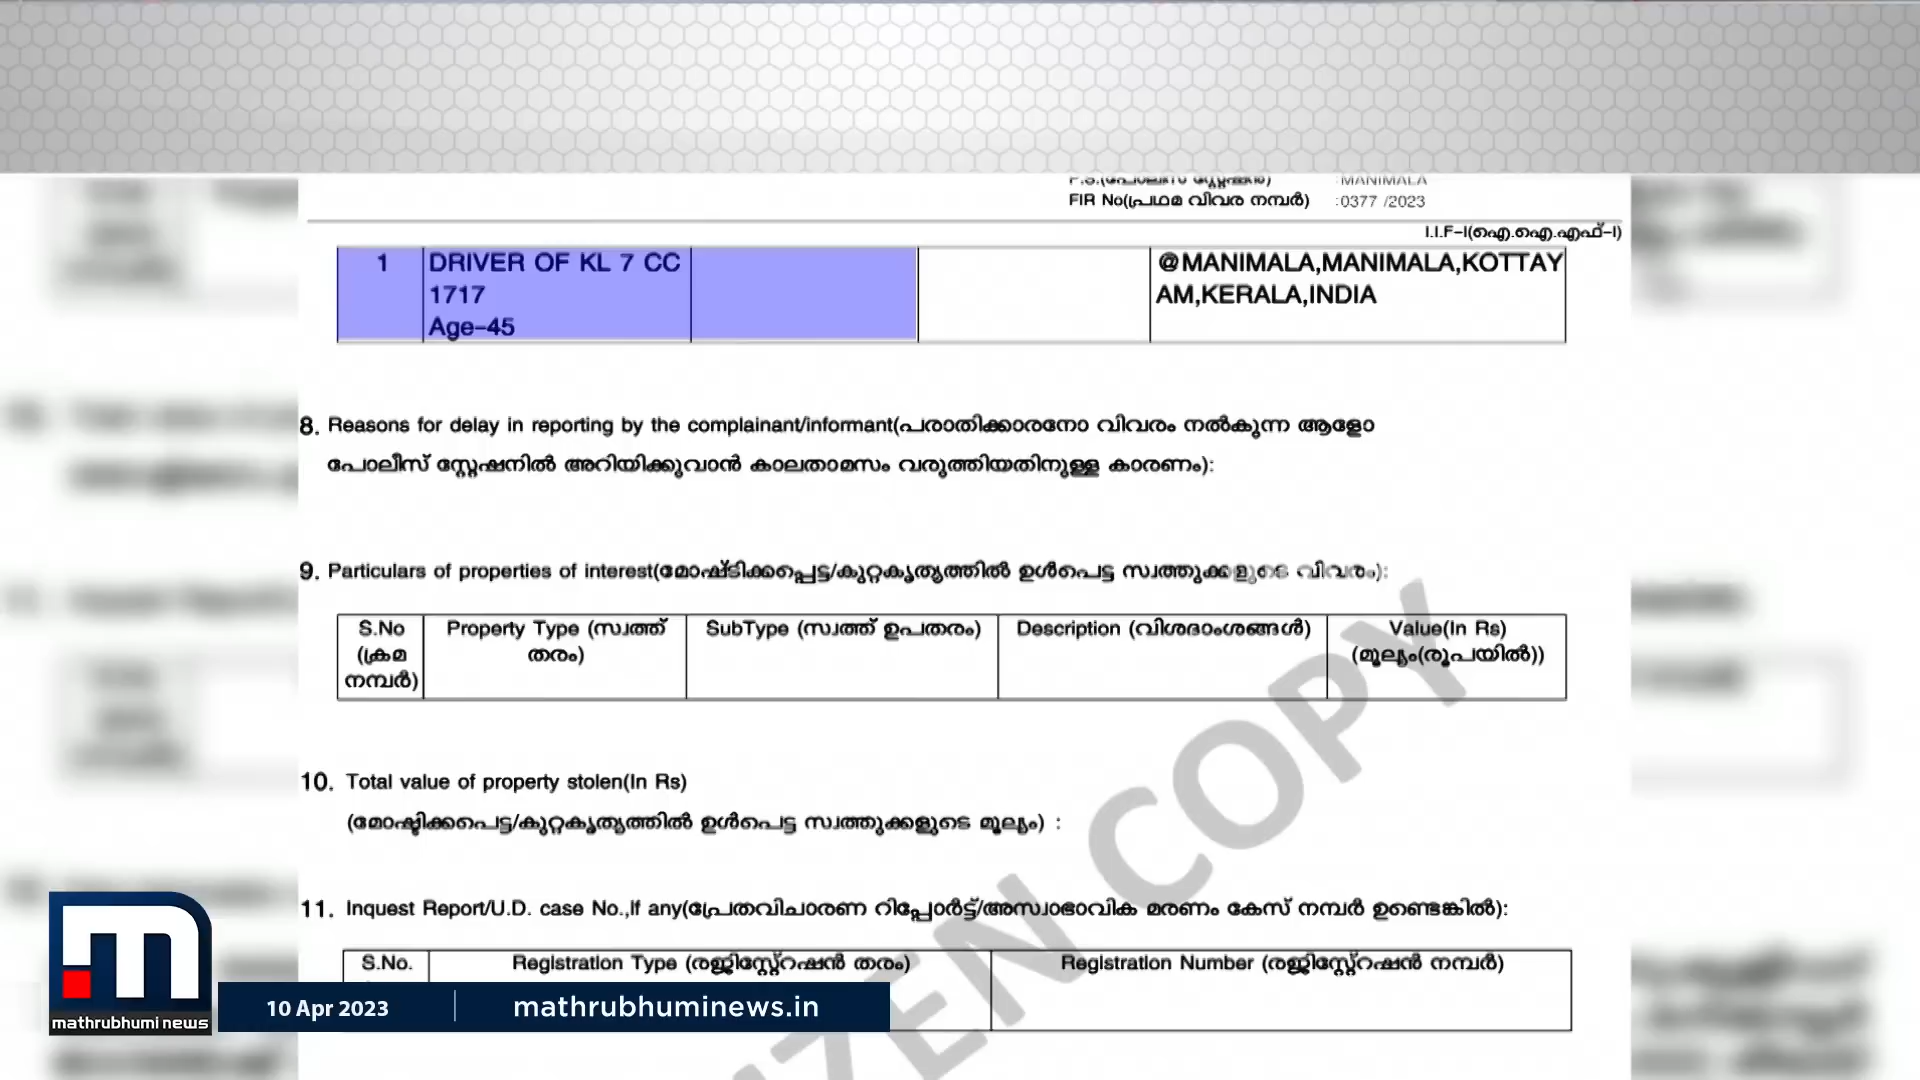 P.S.(പോലീസ് സ്റ്റേഷൻ) :MANIMALA
FIR No(പ്രഥമ വിവര നമ്പർ) :0377 /2023
I.I.F-I(ഐ.ഐ.എഫ്-I)
1 DRIVER OF KL 7 CC @MANIMALA,MANIMALA,KOTTAY
1717 AM,KERALA,INDIA
Age-45
8. Reasons for delay in reporting by the complainant/informant(പരാതിക്കാരനോ വിവരം നൽകുന്ന ആളോ
പോലീസ് സ്റ്റേഷനിൽ അറിയിക്കുവാൻ കാലതാമസം വരുത്തിയതിനുള്ള കാരണം):
9. Particulars of properties of interest(മോഷ്ടിക്കപ്പെട്ട/കുറ്റകൃത്യത്തിൽ ഉൾപെട്ട സ്വത്തുക്കളുടെ വിവരം):
S.No Property Type (സ്വത്ത് SubType (സ്വത്ത് ഉപതരം) Description (വിശദാംശങ്ങൾ) Value(In Rs)
(ക്രമ തരം) (മൂല്യം(രൂപയിൽ))
നമ്പർ)
10. Total value of property stolen(In Rs)
(മോഷ്ടിക്കപെട്ട/കുറ്റകൃത്യത്തിൽ ഉൾപെട്ട സ്വത്തുക്കളുടെ മൂല്യം) :
11. Inquest Report/U.D. case No.,If any(പ്രേതവിചാരണ റിപ്പോർട്ട്/അസ്വാഭാവിക മരണം കേസ് നമ്പർ ഉണ്ടെങ്കിൽ):
S.No. Registration Type (രജിസ്റ്റ്രേഷൻ തരം) Registration Number (രജിസ്റ്റ്രേഷൻ നമ്പർ)
COPY
mathrubhumi news
10 Apr 2023 mathrubhuminews.in